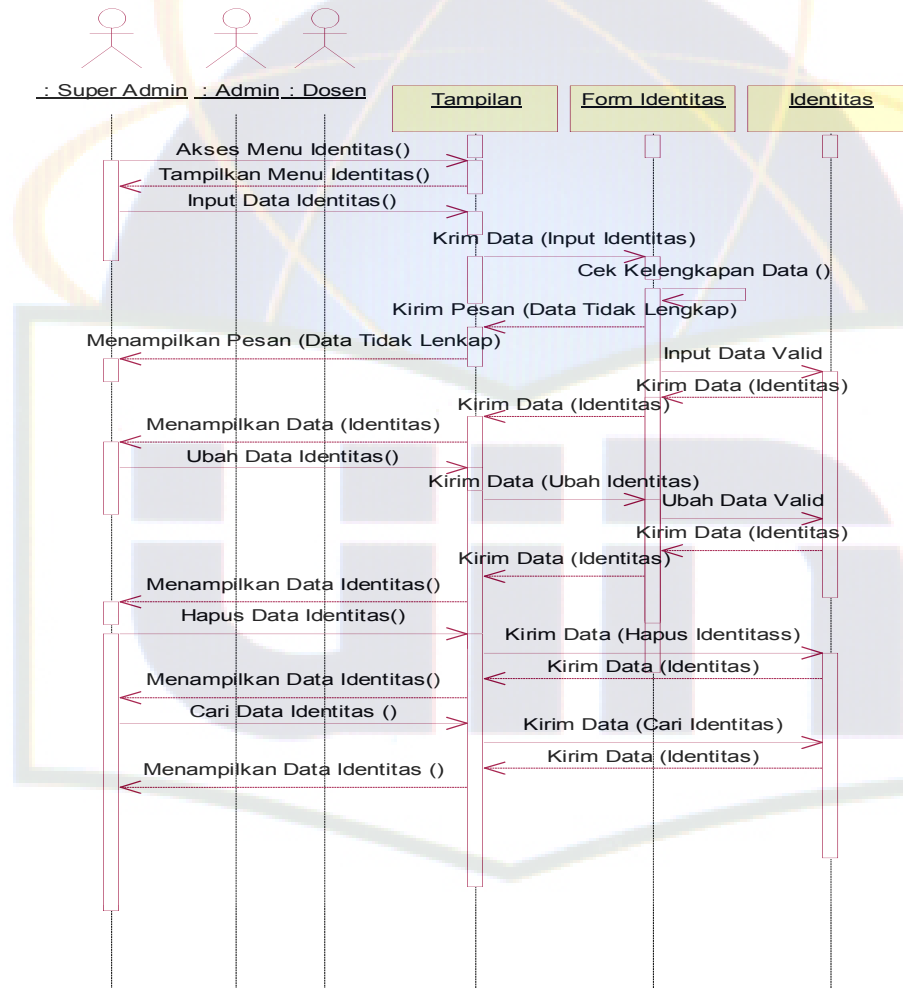 : Super Admin : Admin : Dosen
Tampilan Form Identitas Identitas
Akses Menu Identitas()
Tampilkan Menu Identitas()
Input Data Identitas()
Krim Data (Input Identitas)
Cek Kelengkapan Data ()
Kirim Pesan (Data Tidak Lengkap)
Menampilkan Pesan (Data Tidak Lenkap)
Input Data Valid
Kirim Data (Identitas)
Kirim Data (Identitas)
Menampilkan Data (Identitas)
Ubah Data Identitas()
Kirim Data (Ubah Identitas)
Ubah Data Valid
Kirim Data (Identitas)
Kirim Data (Identitas)
Menampilkan Data Identitas()
Hapus Data Identitas()
Kirim Data (Hapus Identitass)
Kirim Data (Identitas)
Menampilkan Data Identitas()
Cari Data Identitas ()
Kirim Data (Cari Identitas)
Kirim Data (Identitas)
Menampilkan Data Identitas ()
uin